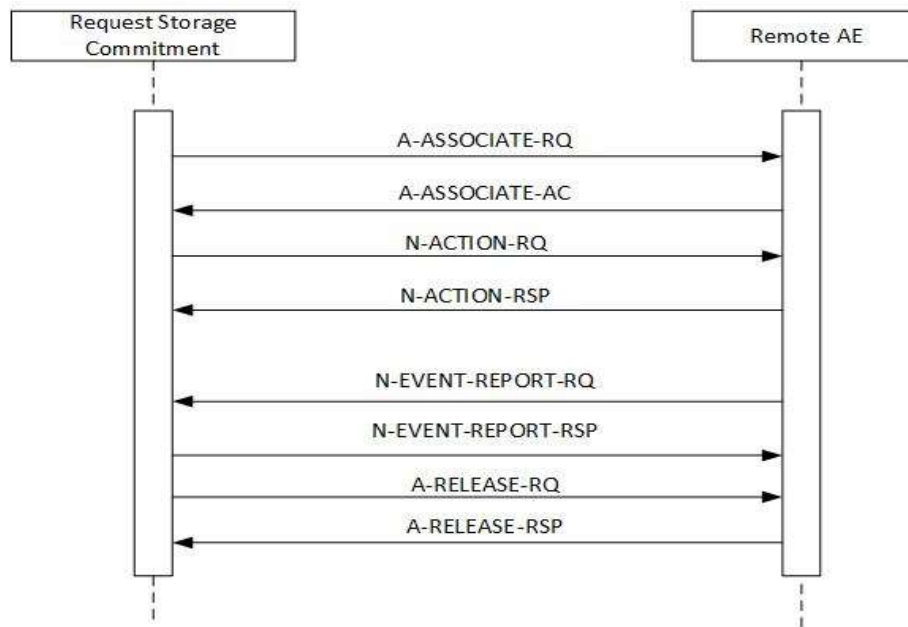 Request Storage
Commitment
Remote AE
A-ASSOCIATE-RQ
A-ASSOCIATE-AC
N-ACTION-RQ
N-ACTION-RSP
N-EVENT-REPORT-RQ
N-EVENT-REPORT-RSP
A-RELEASE-RQ
A-RELEASE-RSP